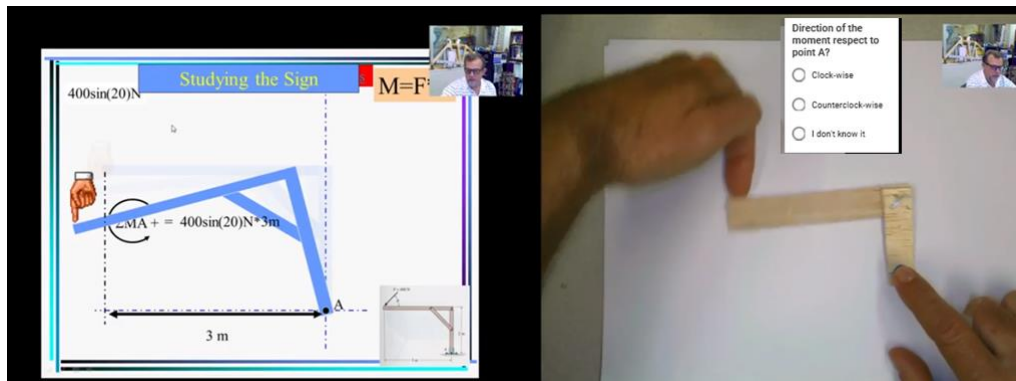 Studying the Sign
M=F*
400sin(20)N
ΣMA + = 400sin(20)N*3m
A
3 m
Direction of the
moment respect to
point A?
Clock-wise
Counterclock-wise
I don't know it